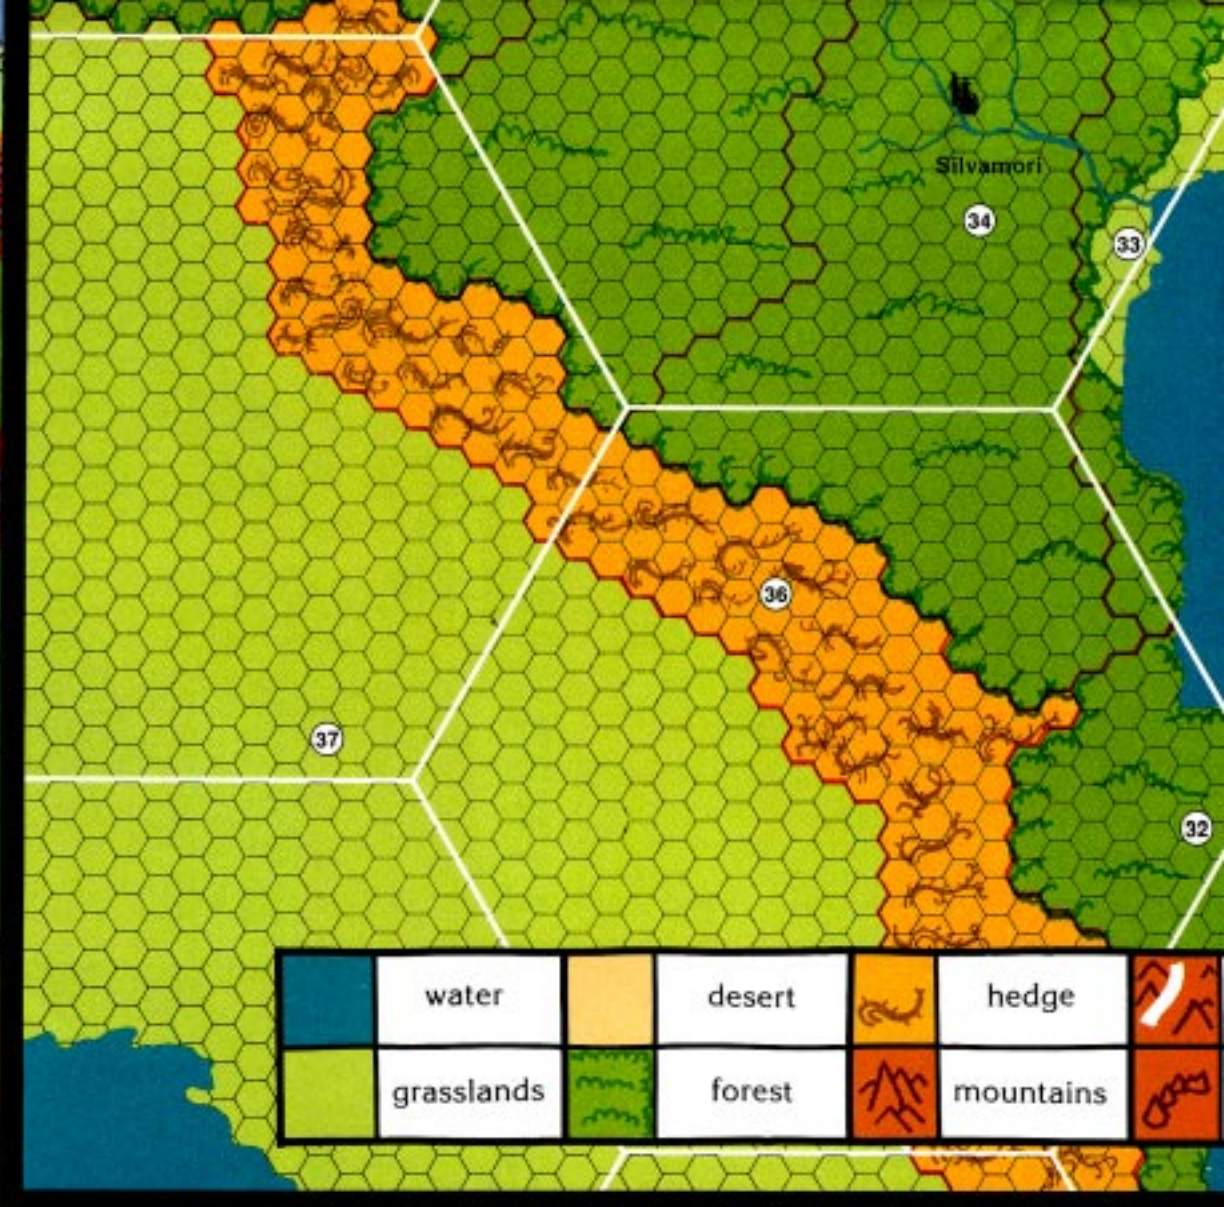 Silvamori
34
33
36
37
32
water
desert
hedge
grasslands
forest
mountains